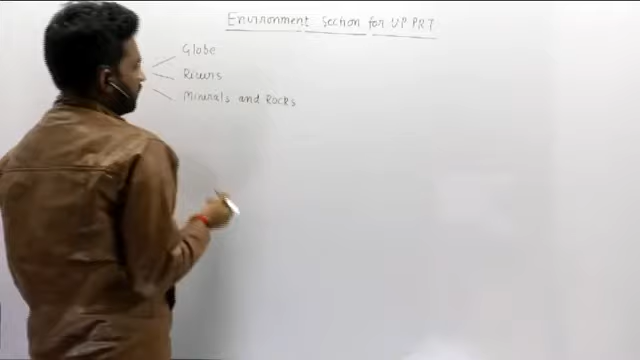 Environment Section for UP PRT
Globe
Rivers
Minerals and Rocks